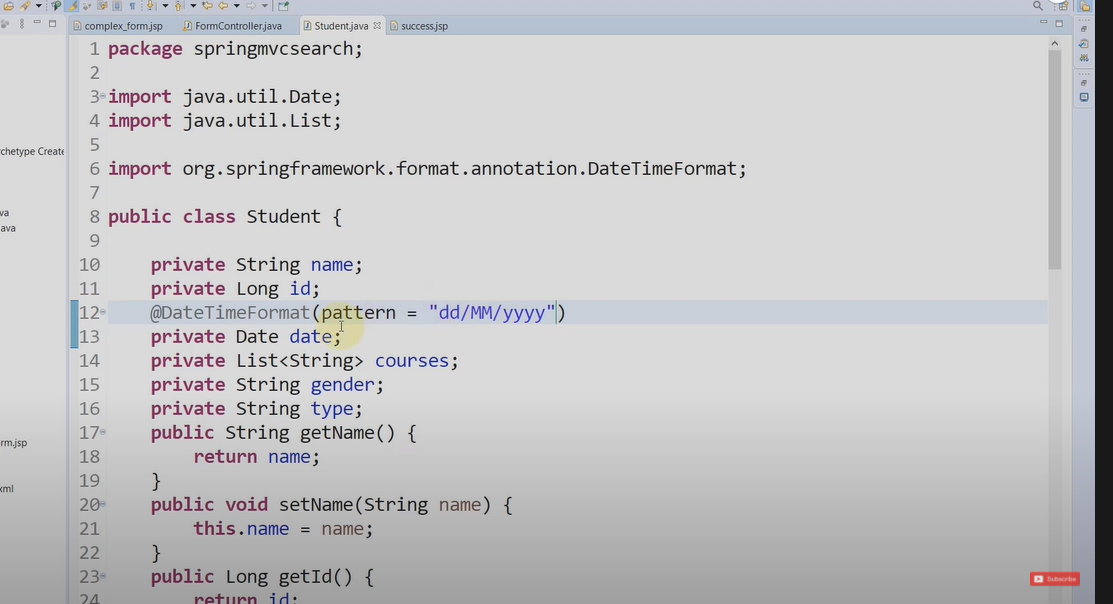 complex_form.jsp
FormController.java
Student.java
success.jsp
1 package springmvcsearch;
2
3 import java.util.Date;
4 import java.util.List;
5
6 import org.springframework.format.annotation.DateTimeFormat;
7
8 public class Student {
9
10 private String name;
11 private Long id;
12 @DateTimeFormat(pattern = "dd/MM/yyyy")
13 private Date date;
14 private List<String> courses;
15 private String gender;
16 private String type;
17 public String getName() {
18 return name;
19 }
20 public void setName(String name) {
21 this.name = name;
22 }
23 public Long getId() {
24 return id;
rchetype Create
va
ava
rm.jsp
xml
Subscribe